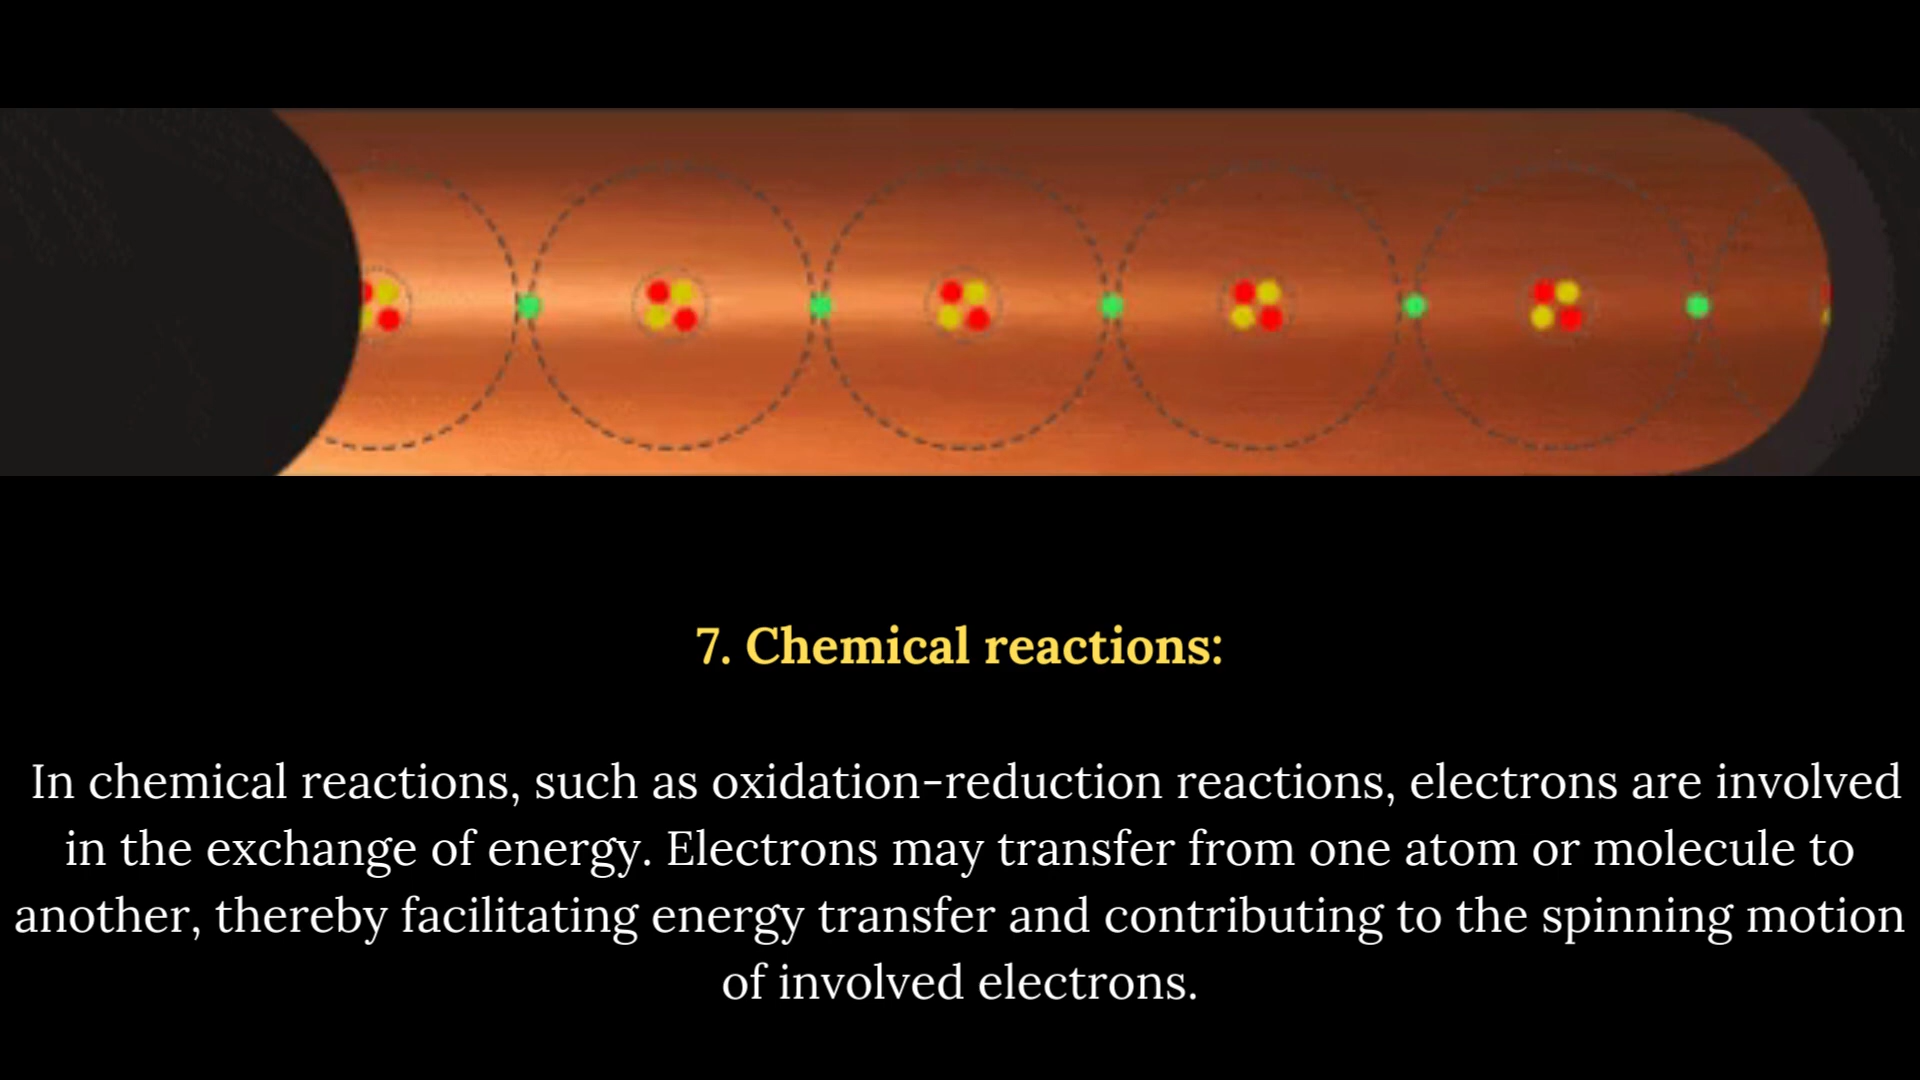 7. Chemical reactions:
In chemical reactions, such as oxidation-reduction reactions, electrons are involved
in the exchange of energy. Electrons may transfer from one atom or molecule to
another, thereby facilitating energy transfer and contributing to the spinning motion
of involved electrons.